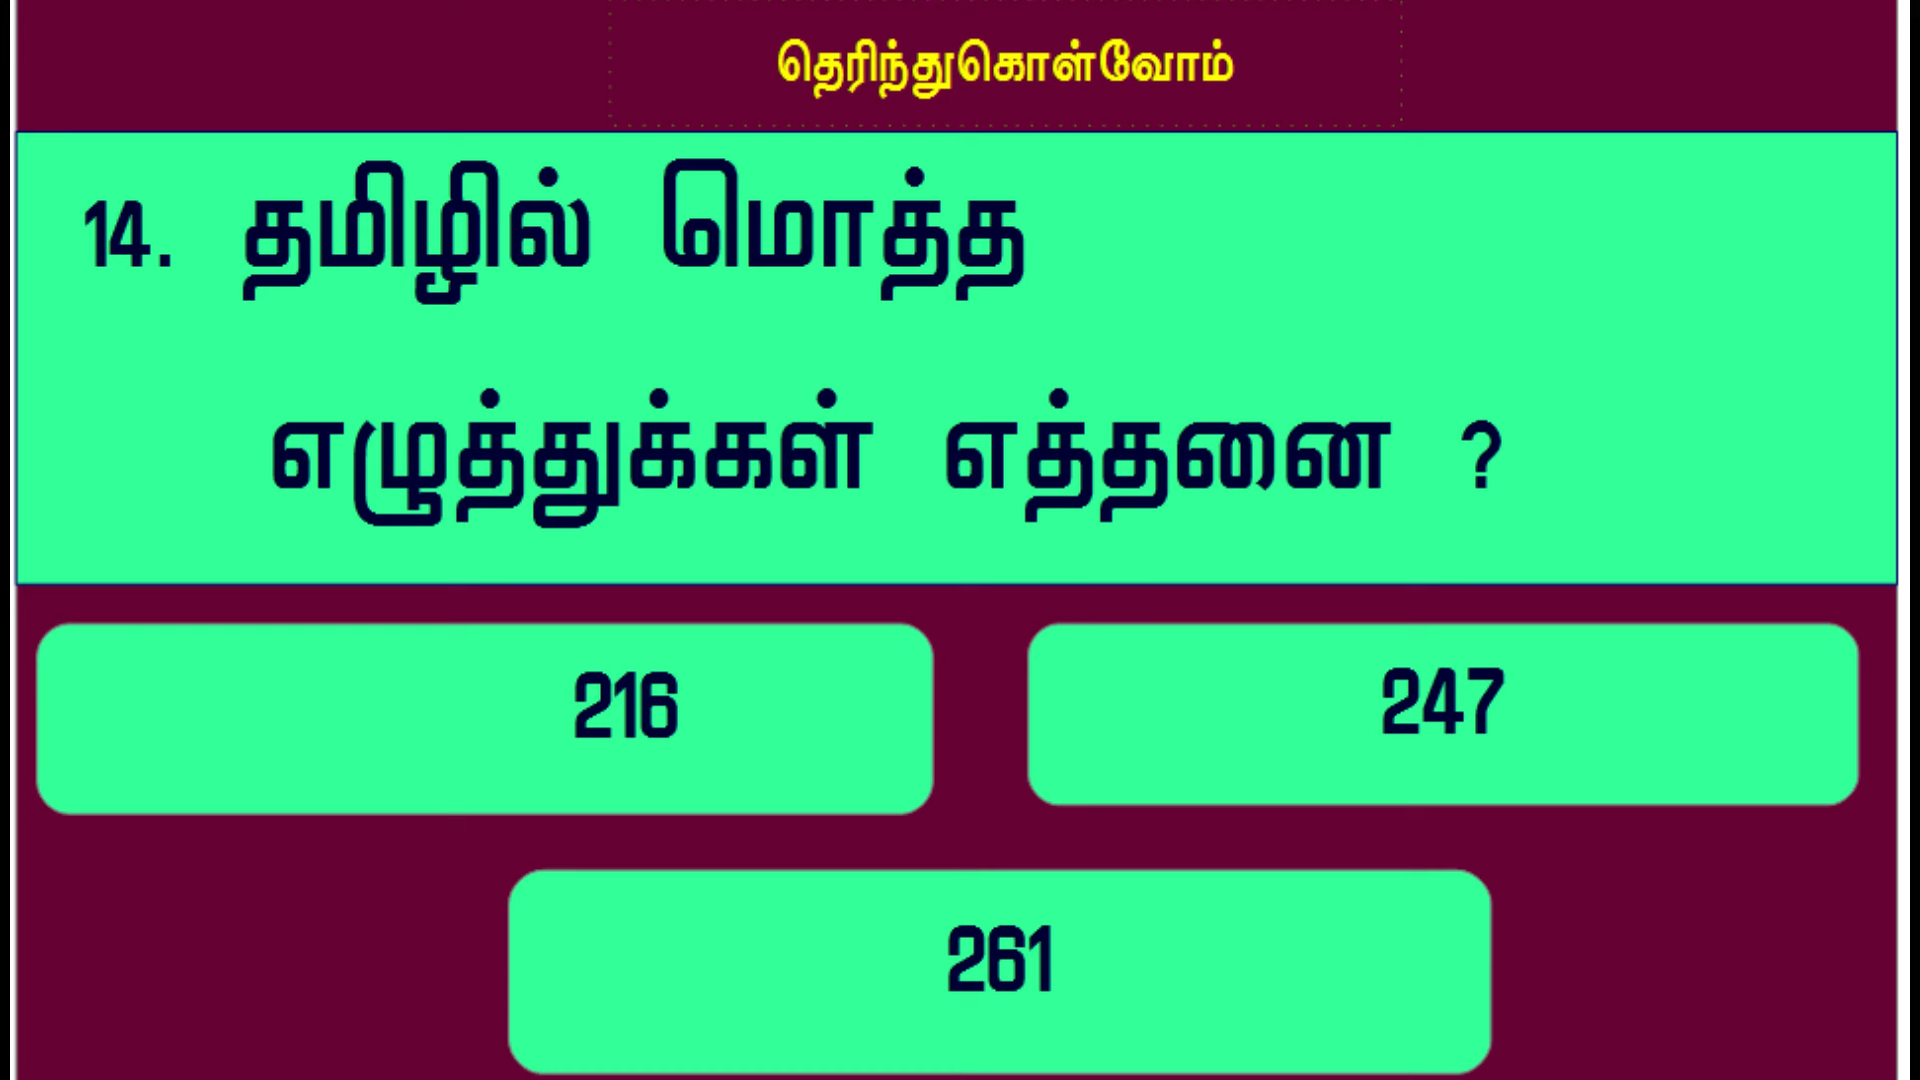 தெரிந்துகொள்வோம்
14. தமிழில் மொத்த
எழுத்துக்கள் எத்தனை ?
216
247
261